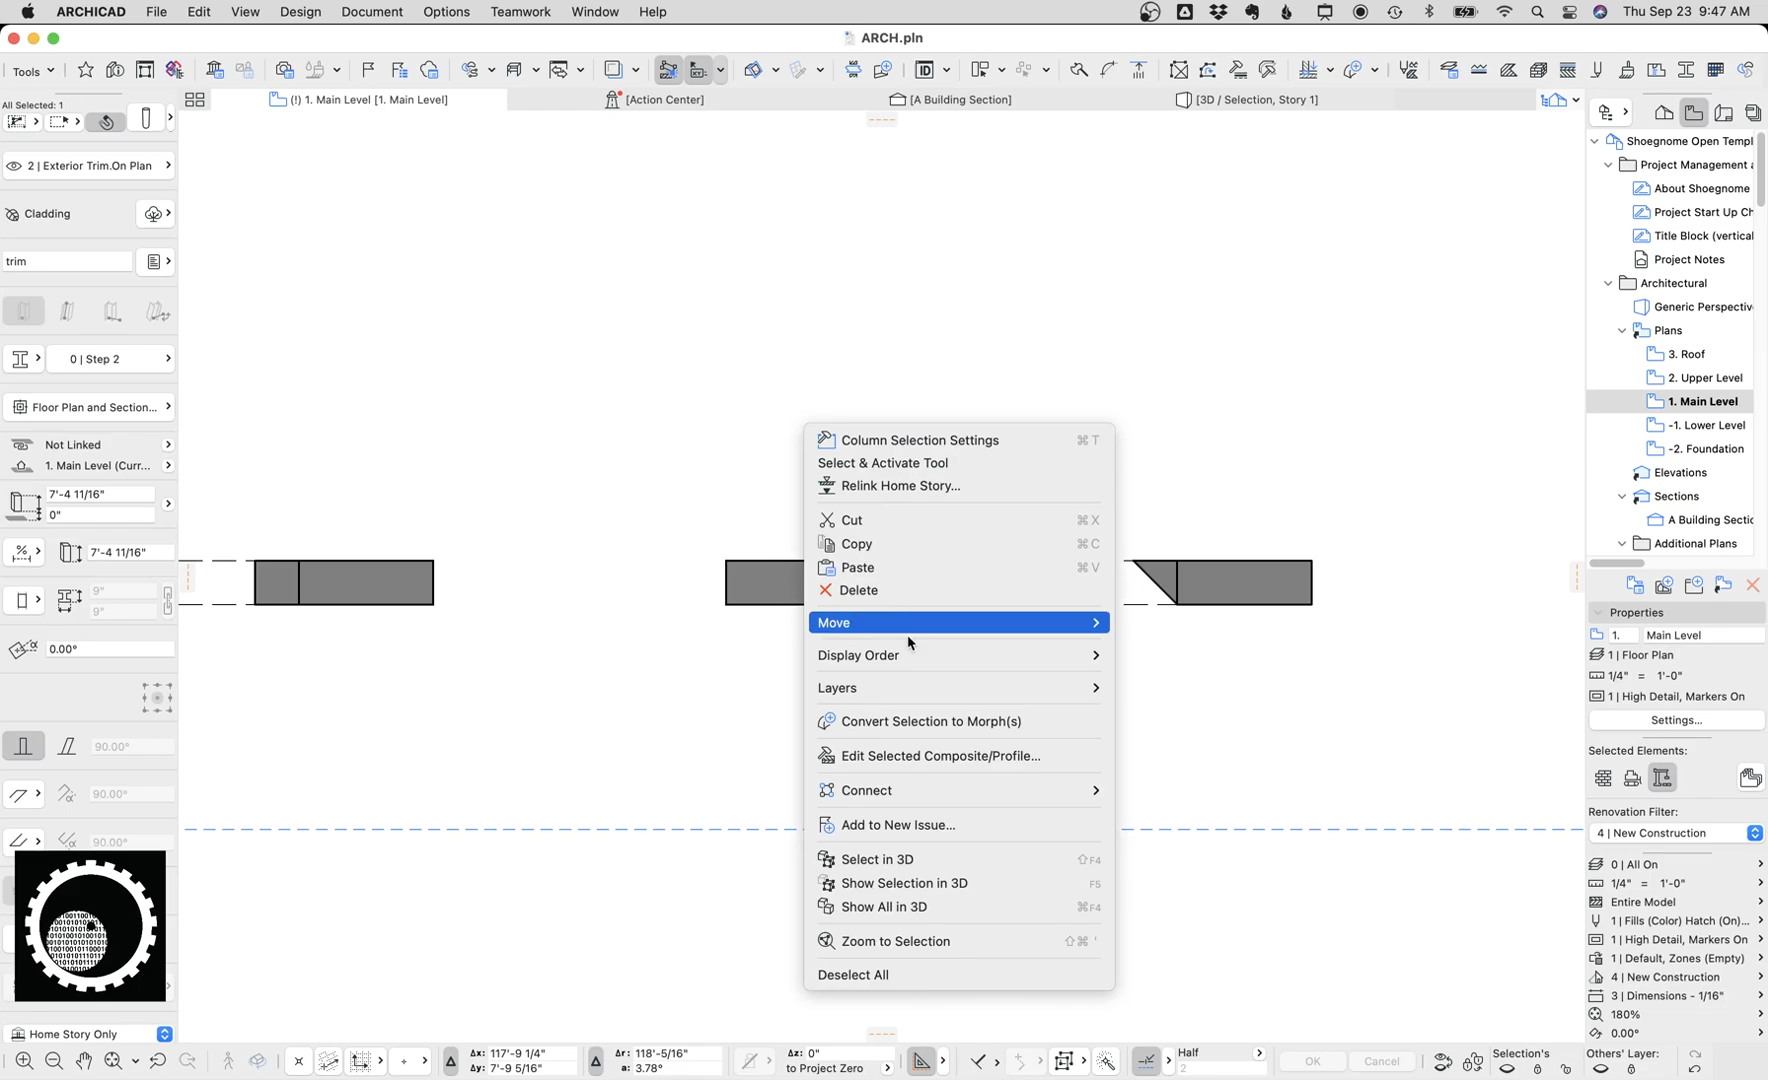 ARCHICAD File Edit View Design Document Options Teamwork Window Help Thu Sep 23 9:47 AM
ARCH.pln
Tools
All Selected: 1
(!) 1. Main Level [1. Main Level]
[Action Center]
[A Building Section]
[3D / Selection, Story 1]
2 | Exterior Trim.On Plan
Cladding
trim
0 | Step 2
Floor Plan and Section...
Not Linked
1. Main Level (Curr...
7'-4 11/16"
0"
7'-4 11/16"
9"
9"
0.00°
90.00°
90.00°
90.00°
Home Story Only
Column Selection Settings ⌘T
Select & Activate Tool
Relink Home Story...
Cut ⌘X
Copy ⌘C
Paste ⌘V
Delete
Move
Display Order
Layers
Convert Selection to Morph(s)
Edit Selected Composite/Profile...
Connect
Add to New Issue...
Select in 3D ⇧F4
Show Selection in 3D F5
Show All in 3D ⌘F4
Zoom to Selection ⇧⌘'
Deselect All
Shoegnome Open Templ
Project Management a
About Shoegnome
Project Start Up Ch
Title Block (vertical
Project Notes
Architectural
Generic Perspectiv
Plans
3. Roof
2. Upper Level
1. Main Level
-1. Lower Level
-2. Foundation
Elevations
Sections
A Building Sectio
Additional Plans
Properties
1. Main Level
1 | Floor Plan
1/4" = 1'-0"
1 | High Detail, Markers On
Settings...
Selected Elements:
Renovation Filter:
4 | New Construction
0 | All On
1/4" = 1'-0"
Entire Model
1 | Fills (Color) Hatch (On)...
1 | High Detail, Markers On
1 | Default, Zones (Empty)
4 | New Construction
3 | Dimensions - 1/16"
180%
0.00°
Δx: 117'-9 1/4"
Δy: 7'-9 5/16"
Δr: 118'-5/16"
a: 3.78°
Δz: 0"
to Project Zero
Half
2
OK
Cancel
Selection's
Others' Layer: